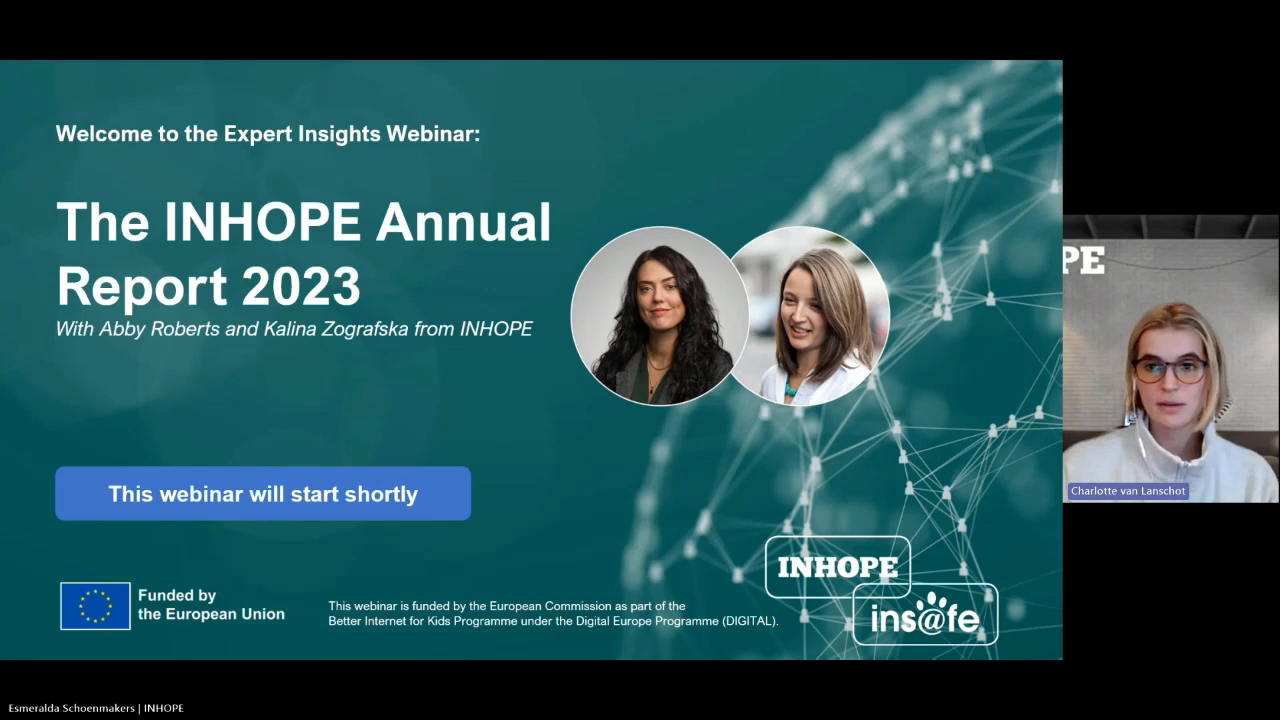 Welcome to the Expert Insights Webinar:
The INHOPE Annual
Report 2023
With Abby Roberts and Kalina Zografska from INHOPE
This webinar will start shortly
Funded by
the European Union
This webinar is funded by the European Commission as part of the
Better Internet for Kids Programme under the Digital Europe Programme (DIGITAL).
INHOPE
ins@fe
PE
Charlotte van Lanschot
Esmeralda Schoenmakers | INHOPE